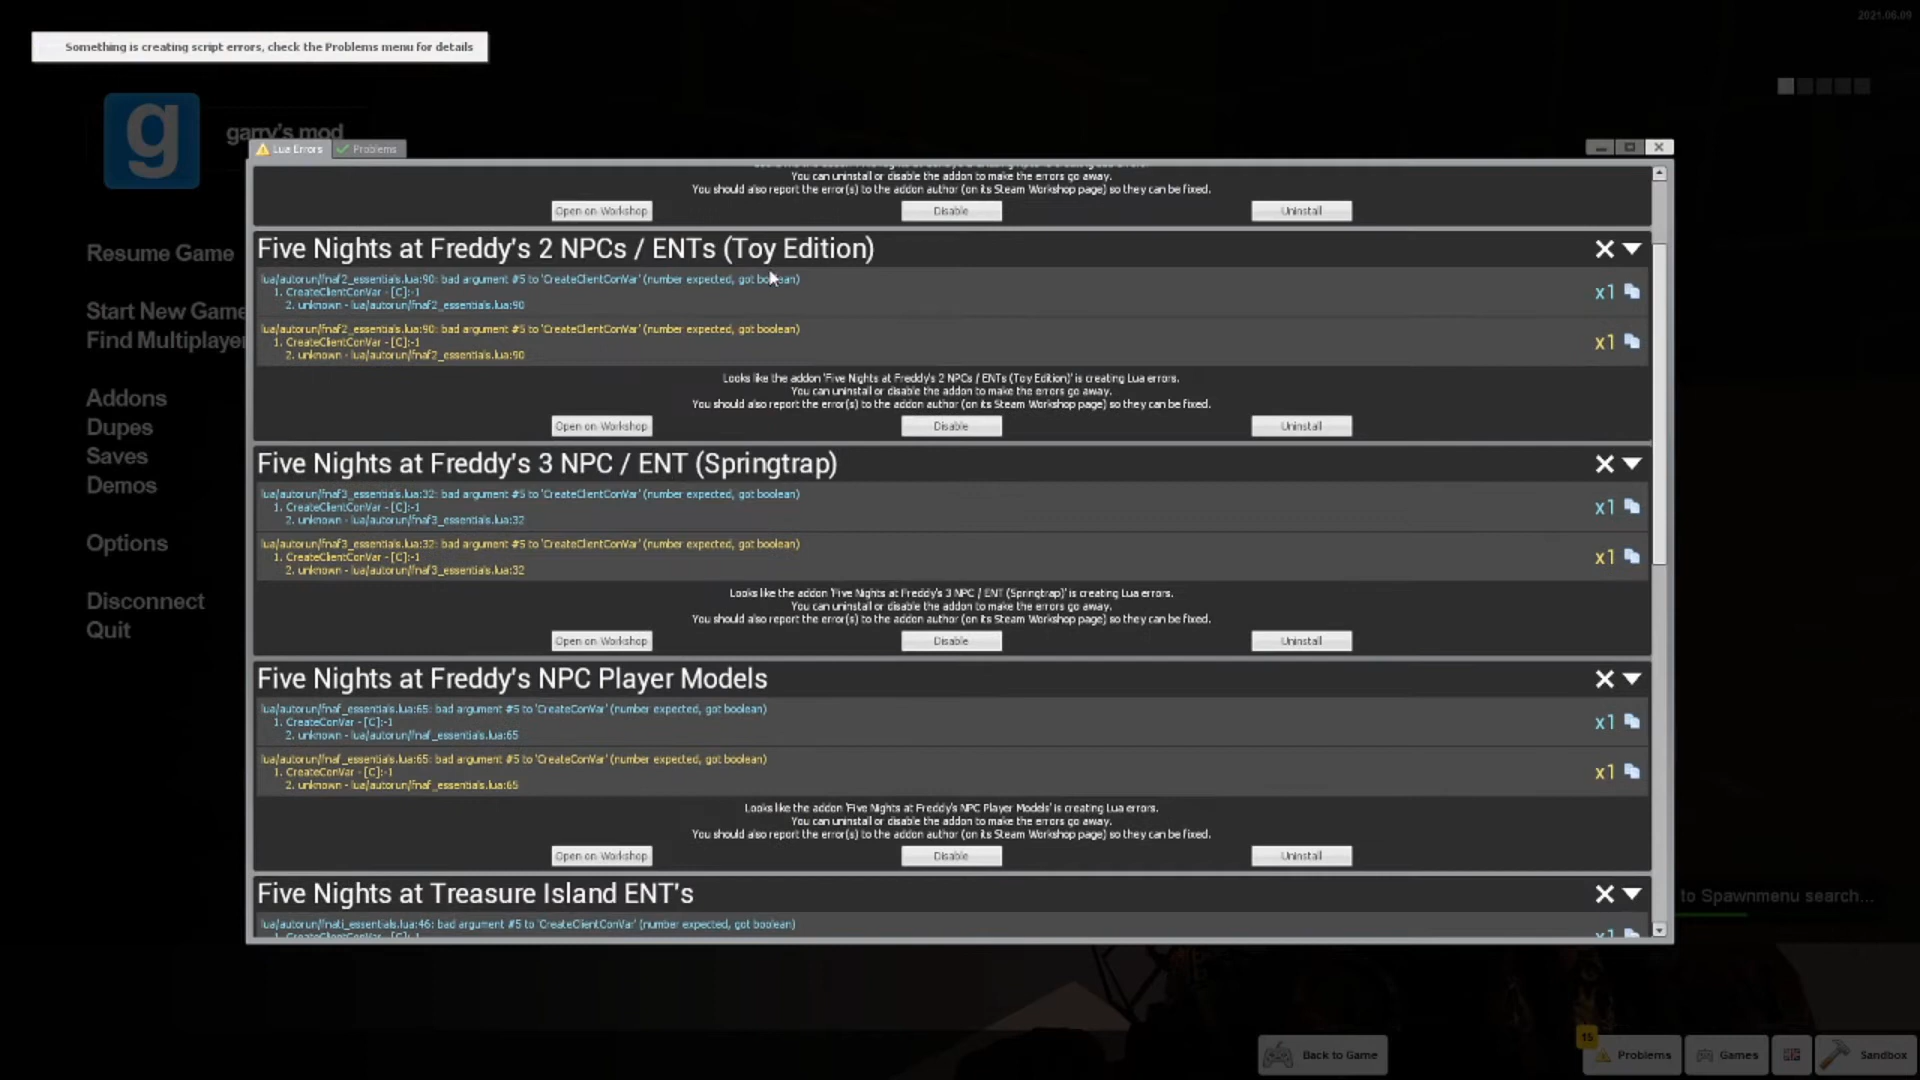 2021.06.09
Something is creating script errors, check the Problems menu for details
g
garry's mod
Lua Errors
Problems
You can uninstall or disable the addon to make the errors go away.
You should also report the error(s) to the addon author (on its Steam Workshop page) so they can be fixed.
Open on Workshop
Disable
Uninstall
Five Nights at Freddy's 2 NPCs / ENTs (Toy Edition)
lua/autorun/fnaf2_essentials.lua:90: bad argument #5 to 'CreateClientConVar' (number expected, got boolean)
1. CreateClientConVar - [C]:-1
2. unknown - lua/autorun/fnaf2_essentials.lua:90
x1
lua/autorun/fnaf2_essentials.lua:90: bad argument #5 to 'CreateClientConVar' (number expected, got boolean)
1. CreateClientConVar - [C]:-1
2. unknown - lua/autorun/fnaf2_essentials.lua:90
x1
Looks like the addon 'Five Nights at Freddy's 2 NPCs / ENTs (Toy Edition)' is creating Lua errors.
You can uninstall or disable the addon to make the errors go away.
You should also report the error(s) to the addon author (on its Steam Workshop page) so they can be fixed.
Open on Workshop
Disable
Uninstall
Five Nights at Freddy's 3 NPC / ENT (Springtrap)
lua/autorun/fnaf3_essentials.lua:32: bad argument #5 to 'CreateClientConVar' (number expected, got boolean)
1. CreateClientConVar - [C]:-1
2. unknown - lua/autorun/fnaf3_essentials.lua:32
x1
lua/autorun/fnaf3_essentials.lua:32: bad argument #5 to 'CreateClientConVar' (number expected, got boolean)
1. CreateClientConVar - [C]:-1
2. unknown - lua/autorun/fnaf3_essentials.lua:32
x1
Looks like the addon 'Five Nights at Freddy's 3 NPC / ENT (Springtrap)' is creating Lua errors.
You can uninstall or disable the addon to make the errors go away.
You should also report the error(s) to the addon author (on its Steam Workshop page) so they can be fixed.
Open on Workshop
Disable
Uninstall
Five Nights at Freddy's NPC Player Models
lua/autorun/fnaf_essentials.lua:65: bad argument #5 to 'CreateConVar' (number expected, got boolean)
1. CreateConVar - [C]:-1
2. unknown - lua/autorun/fnaf_essentials.lua:65
x1
lua/autorun/fnaf_essentials.lua:65: bad argument #5 to 'CreateConVar' (number expected, got boolean)
1. CreateConVar - [C]:-1
2. unknown - lua/autorun/fnaf_essentials.lua:65
x1
Looks like the addon 'Five Nights at Freddy's NPC Player Models' is creating Lua errors.
You can uninstall or disable the addon to make the errors go away.
You should also report the error(s) to the addon author (on its Steam Workshop page) so they can be fixed.
Open on Workshop
Disable
Uninstall
Five Nights at Treasure Island ENT's
lua/autorun/fnati_essentials.lua:46: bad argument #5 to 'CreateClientConVar' (number expected, got boolean)
1. CreateClientConVar - [C]:-1
x1
Resume Game
Start New Game
Find Multiplayer
Addons
Dupes
Saves
Demos
Options
Disconnect
Quit
to Spawnmenu search...
Back to Game
15
Problems
Games
Sandbox